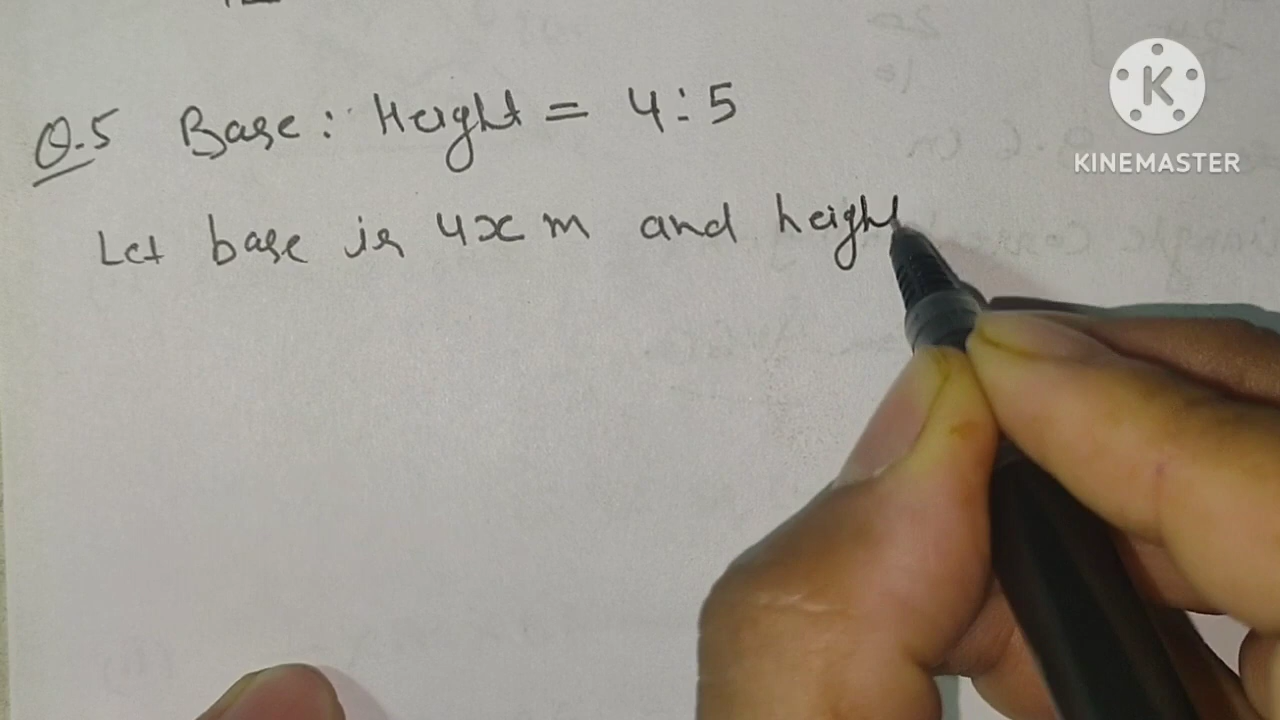 Q.5 Base : Height = 4:5
Let base is 4x m and height
K
KINEMASTER